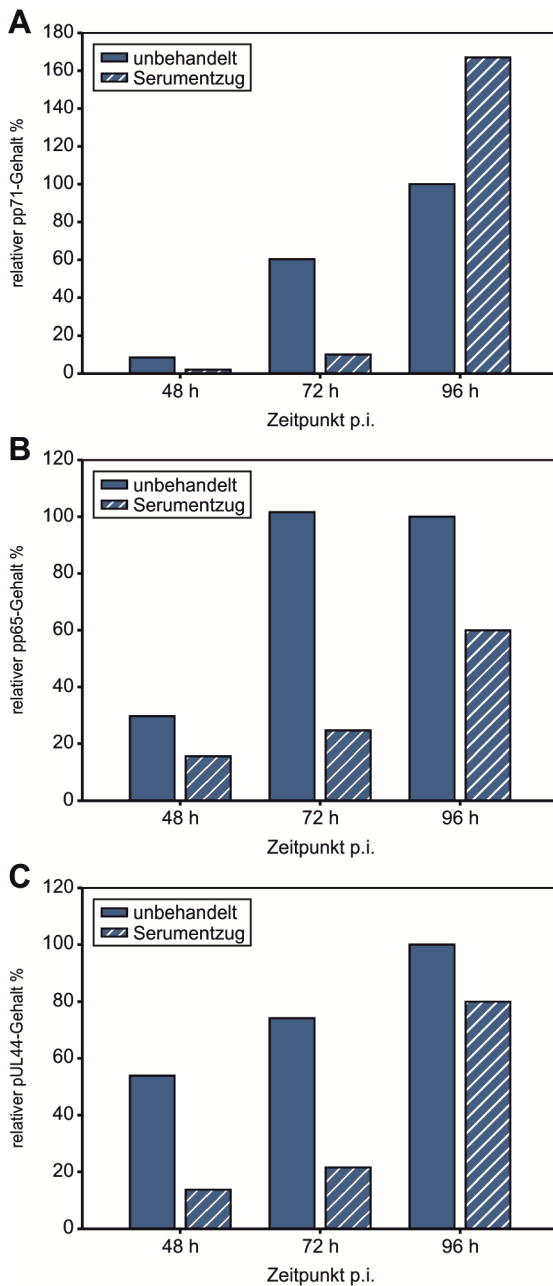 A
relativer pp71-Gehalt %
180
160
140
120
100
80
60
40
20
0
unbehandelt
Serumentzug
48 h 72 h 96 h
Zeitpunkt p.i.
B
relativer pp65-Gehalt %
120
100
80
60
40
20
0
unbehandelt
Serumentzug
48 h 72 h 96 h
Zeitpunkt p.i.
C
relativer pUL44-Gehalt %
120
100
80
60
40
20
0
unbehandelt
Serumentzug
48 h 72 h 96 h
Zeitpunkt p.i.